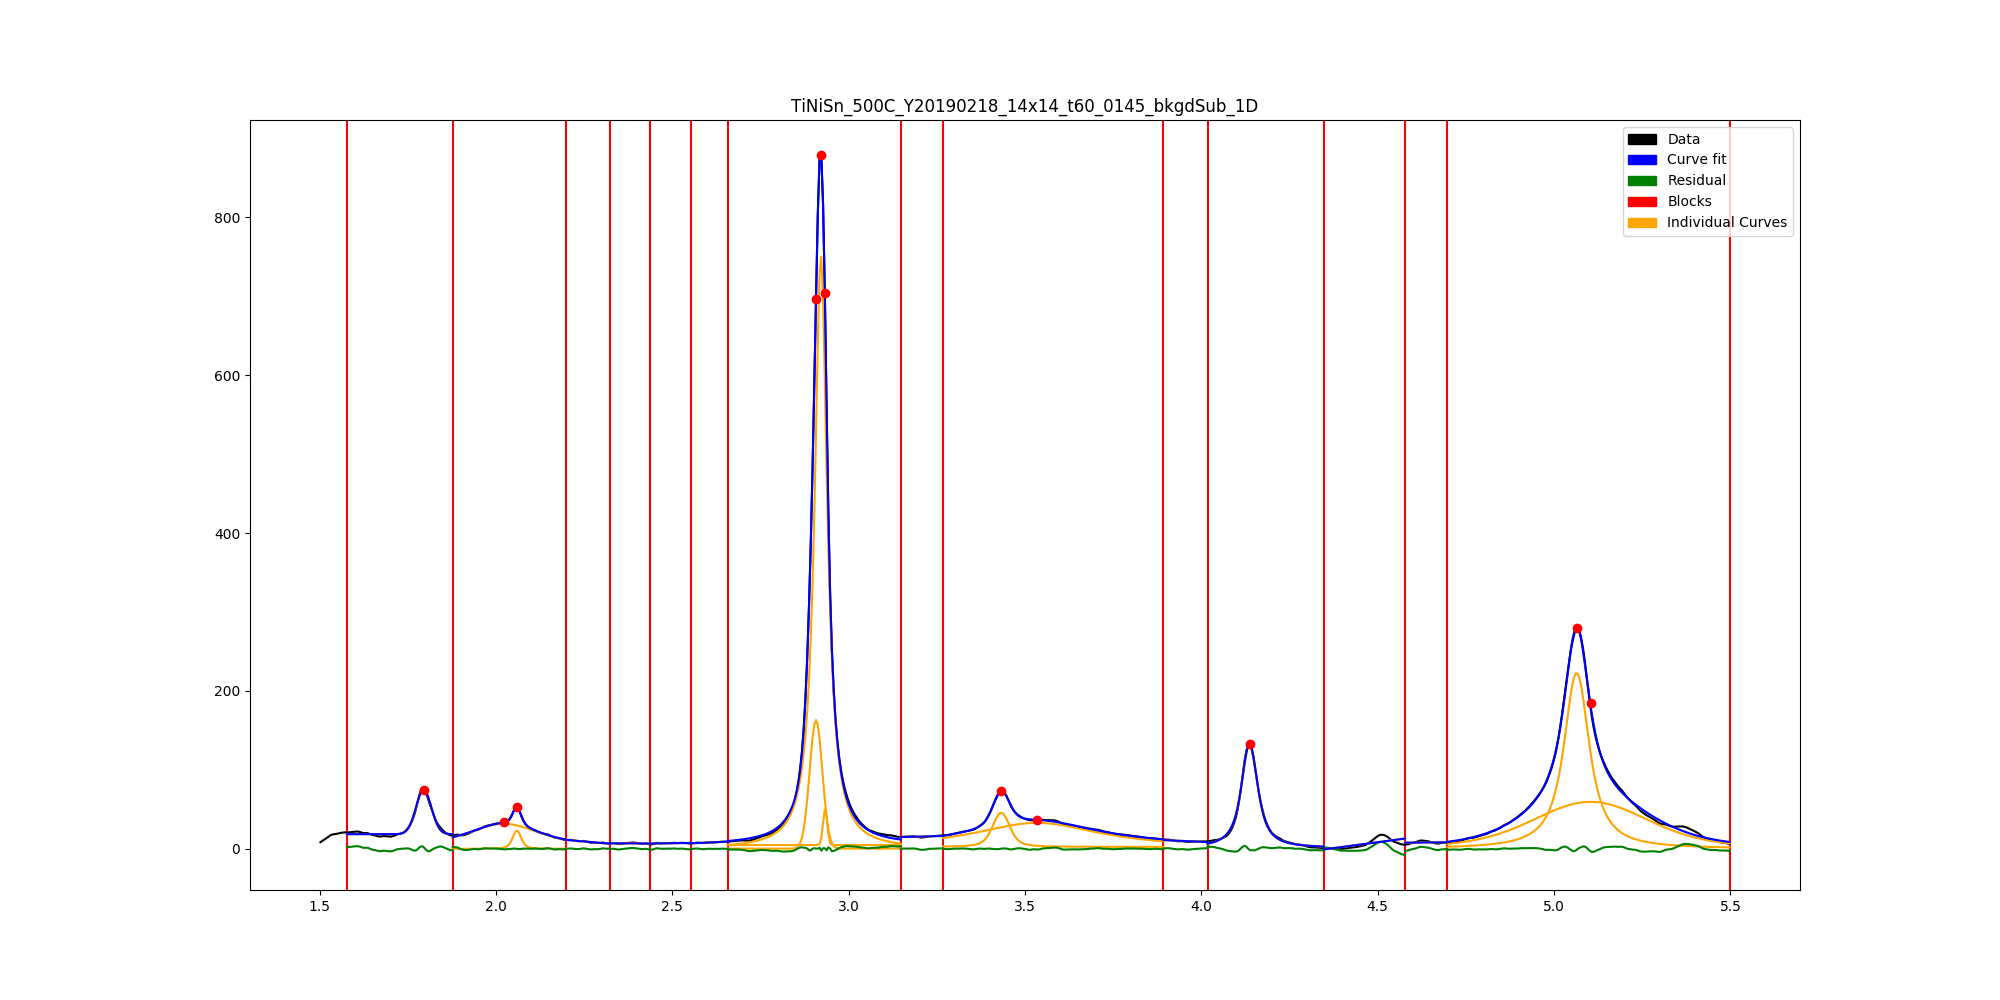 TiNiSn_500C_Y20190218_14x14_t60_0145_bkgdSub_1D
Data
Curve fit
Residual
Blocks
Individual Curves
800
600
400
200
0
1.5 2.0 2.5 3.0 3.5 4.0 4.5 5.0 5.5